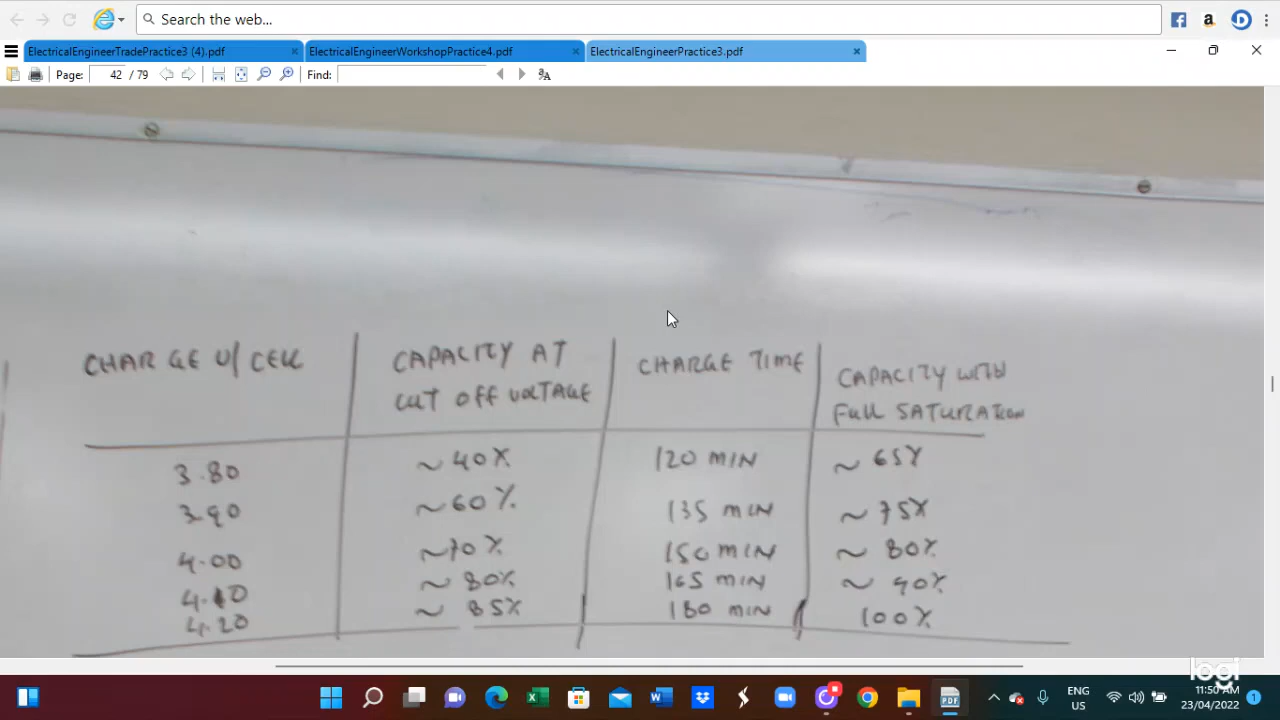 Search the web...
ElectricalEngineerTradePractice3 (4).pdf
ElectricalEngineerWorkshopPractice4.pdf
ElectricalEngineerPractice3.pdf
Page: 42 / 79 Find:
CHARGE V/CELL CAPACITY AT CUT OFF VOLTAGE CHARGE TIME CAPACITY WITH FULL SATURATION
3.80 ~40% 120 MIN ~65%
3.90 ~60% 135 MIN ~75%
4.00 ~70% 150 MIN ~80%
4.10 ~80% 165 MIN ~90%
4.20 ~85% 180 MIN 100%
logi
ENG
US
11:50 AM
23/04/2022